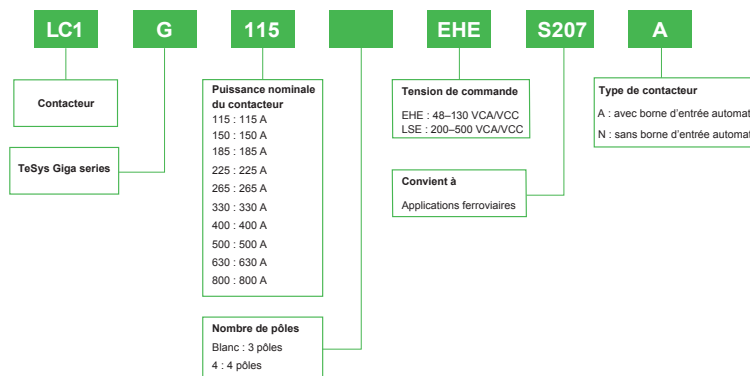 LC1
G
115
EHE
S207
A
Contacteur
TeSys Giga series
Puissance nominale
du contacteur
115 : 115 A
150 : 150 A
185 : 185 A
225 : 225 A
265 : 265 A
330 : 330 A
400 : 400 A
500 : 500 A
630 : 630 A
800 : 800 A
Nombre de pôles
Blanc : 3 pôles
4 : 4 pôles
Tension de commande
EHE : 48–130 VCA/VCC
LSE : 200–500 VCA/VCC
Convient à
Applications ferroviaires
Type de contacteur
A : avec borne d'entrée automat
N : sans borne d'entrée automat